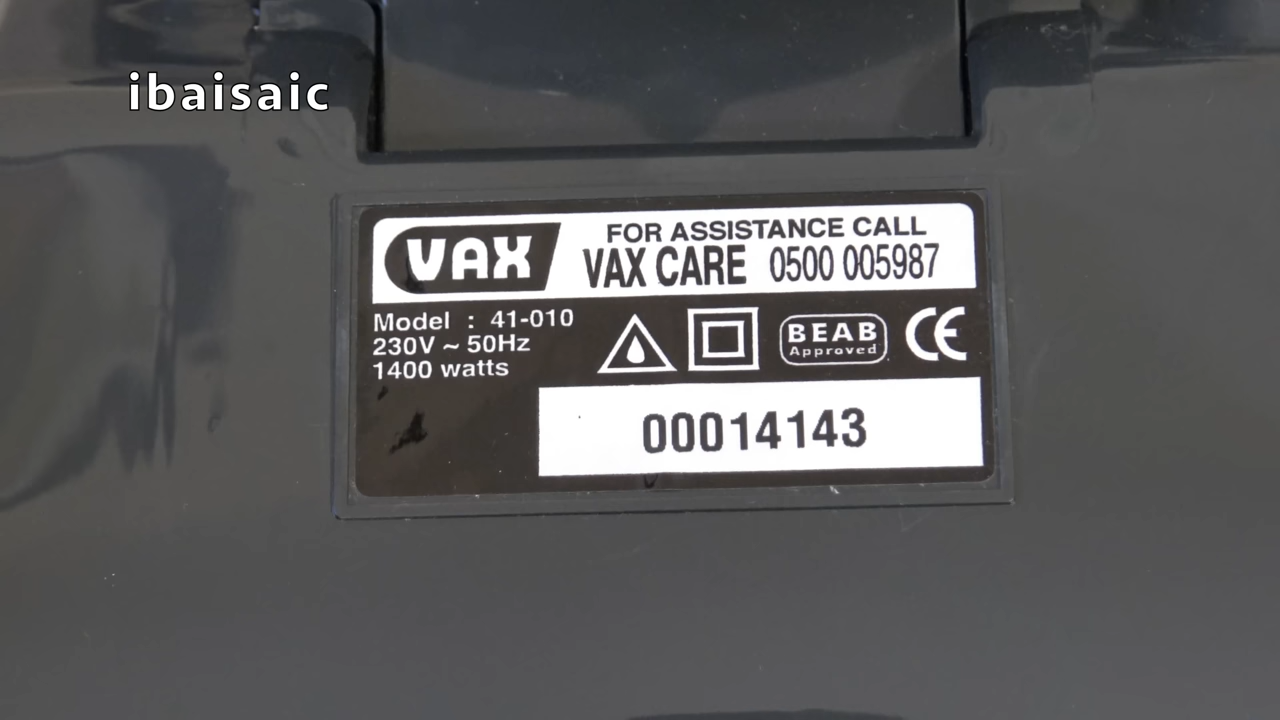 ibaisaic
VAX
FOR ASSISTANCE CALL
VAX CARE 0500 005987
Model : 41-010
230V ~ 50Hz
1400 watts
BEAB
Approved
CE
00014143